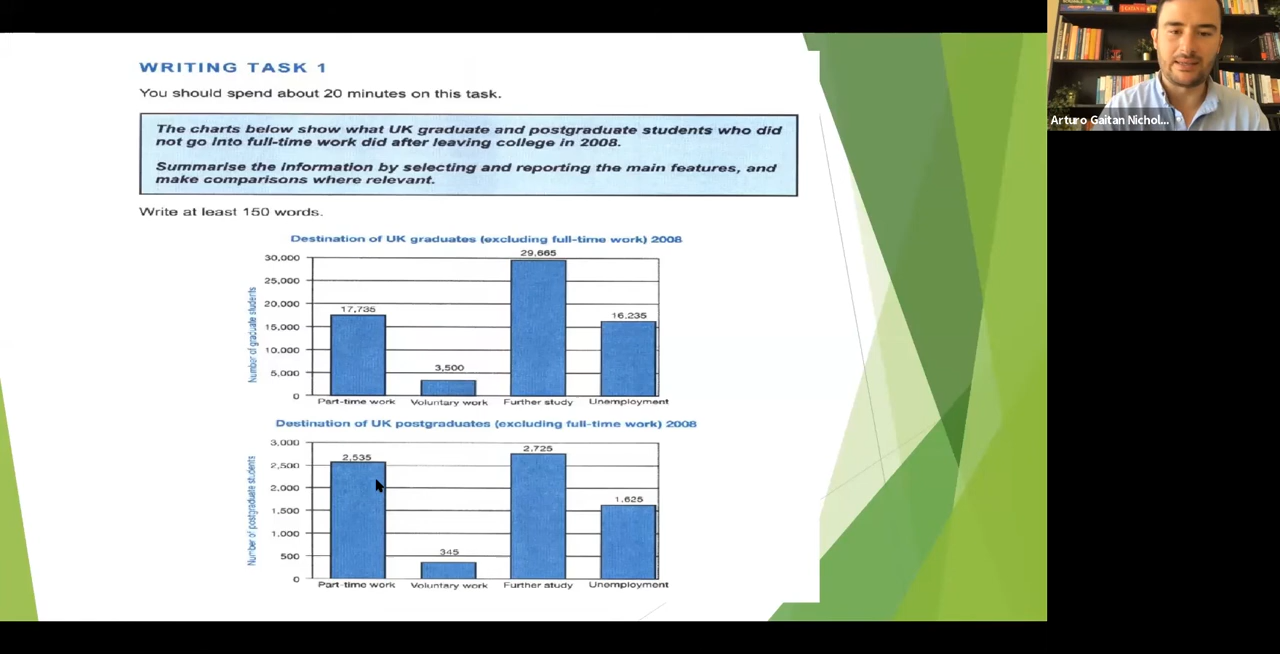 WRITING TASK 1
You should spend about 20 minutes on this task.
The charts below show what UK graduate and postgraduate students who did
not go into full-time work did after leaving college in 2008.
Summarise the information by selecting and reporting the main features, and
make comparisons where relevant.
Write at least 150 words.
Destination of UK graduates (excluding full-time work) 2008
Number of graduate students
30,000
25,000
20,000
15,000
10,000
5,000
0
17,735
3,500
29,665
16,235
Part-time work
Voluntary work
Further study
Unemployment
Destination of UK postgraduates (excluding full-time work) 2008
Number of postgraduate students
3,000
2,500
2,000
1,500
1,000
500
0
2,535
345
2,725
1,625
Part-time work
Voluntary work
Further study
Unemployment
Arturo Gaitan Nichol...